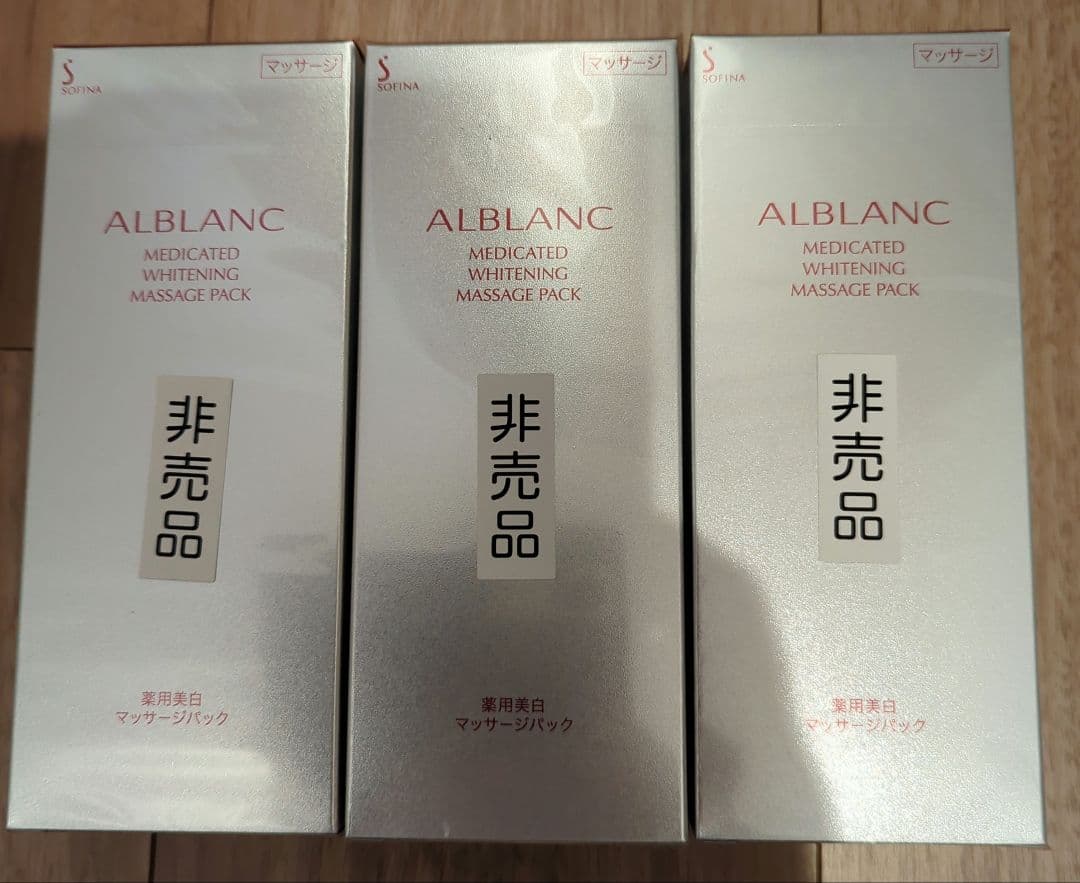 SOFINA
マッサージ
ALBLANC
MEDICATED
WHITENING
MASSAGE PACK
非売品
薬用美白
マッサージパック
SOFINA
マッサージ
ALBLANC
MEDICATED
WHITENING
MASSAGE PACK
非売品
薬用美白
マッサージパック
SOFINA
マッサージ
ALBLANC
MEDICATED
WHITENING
MASSAGE PACK
非売品
薬用美白
マッサージパック